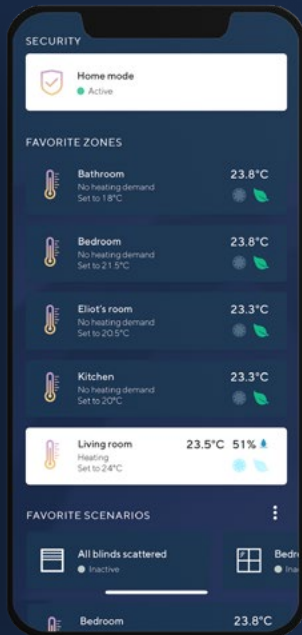 SECURITY
Home mode
Active
FAVORITE ZONES
Bathroom 23.8°C
No heating demand
Set to 18°C
Bedroom 23.8°C
No heating demand
Set to 21.5°C
Eliot's room 23.3°C
No heating demand
Set to 20.5°C
Kitchen 23.3°C
No heating demand
Set to 20°C
Living room 23.5°C 51%
Heating
Set to 24°C
FAVORITE SCENARIOS
All blinds scattered Bedr
Inactive Ina
Bedroom 23.8°C